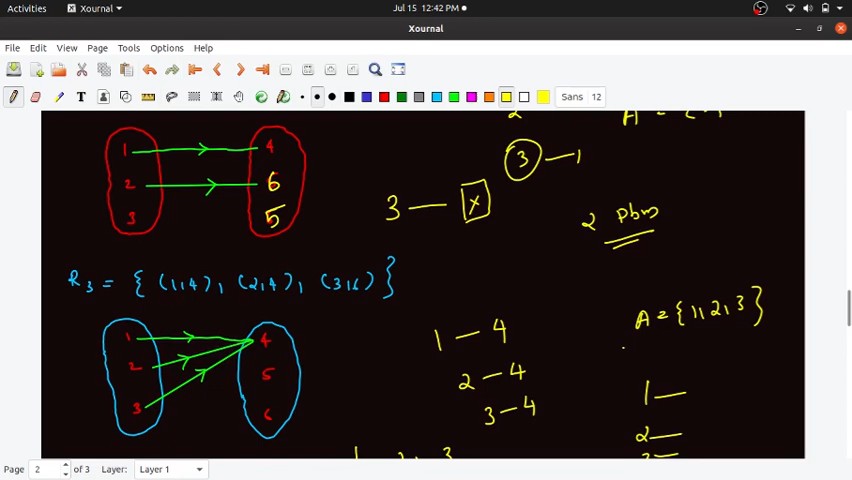 Activities Xournal Jul 15 12:42 PM
Xournal
File Edit View Page Tools Options Help
T Sans 12
2 A = {
1 4
2 6
3 5
3 — 1
3 — X
2 Pbms
R3 = { (1,4), (2,4), (3,6) }
1 4
2 5
3 6
1 — 4
2 — 4
3 — 4
A = {1,2,3}
1 —
2 —
Page 2 of 3 Layer: Layer 1